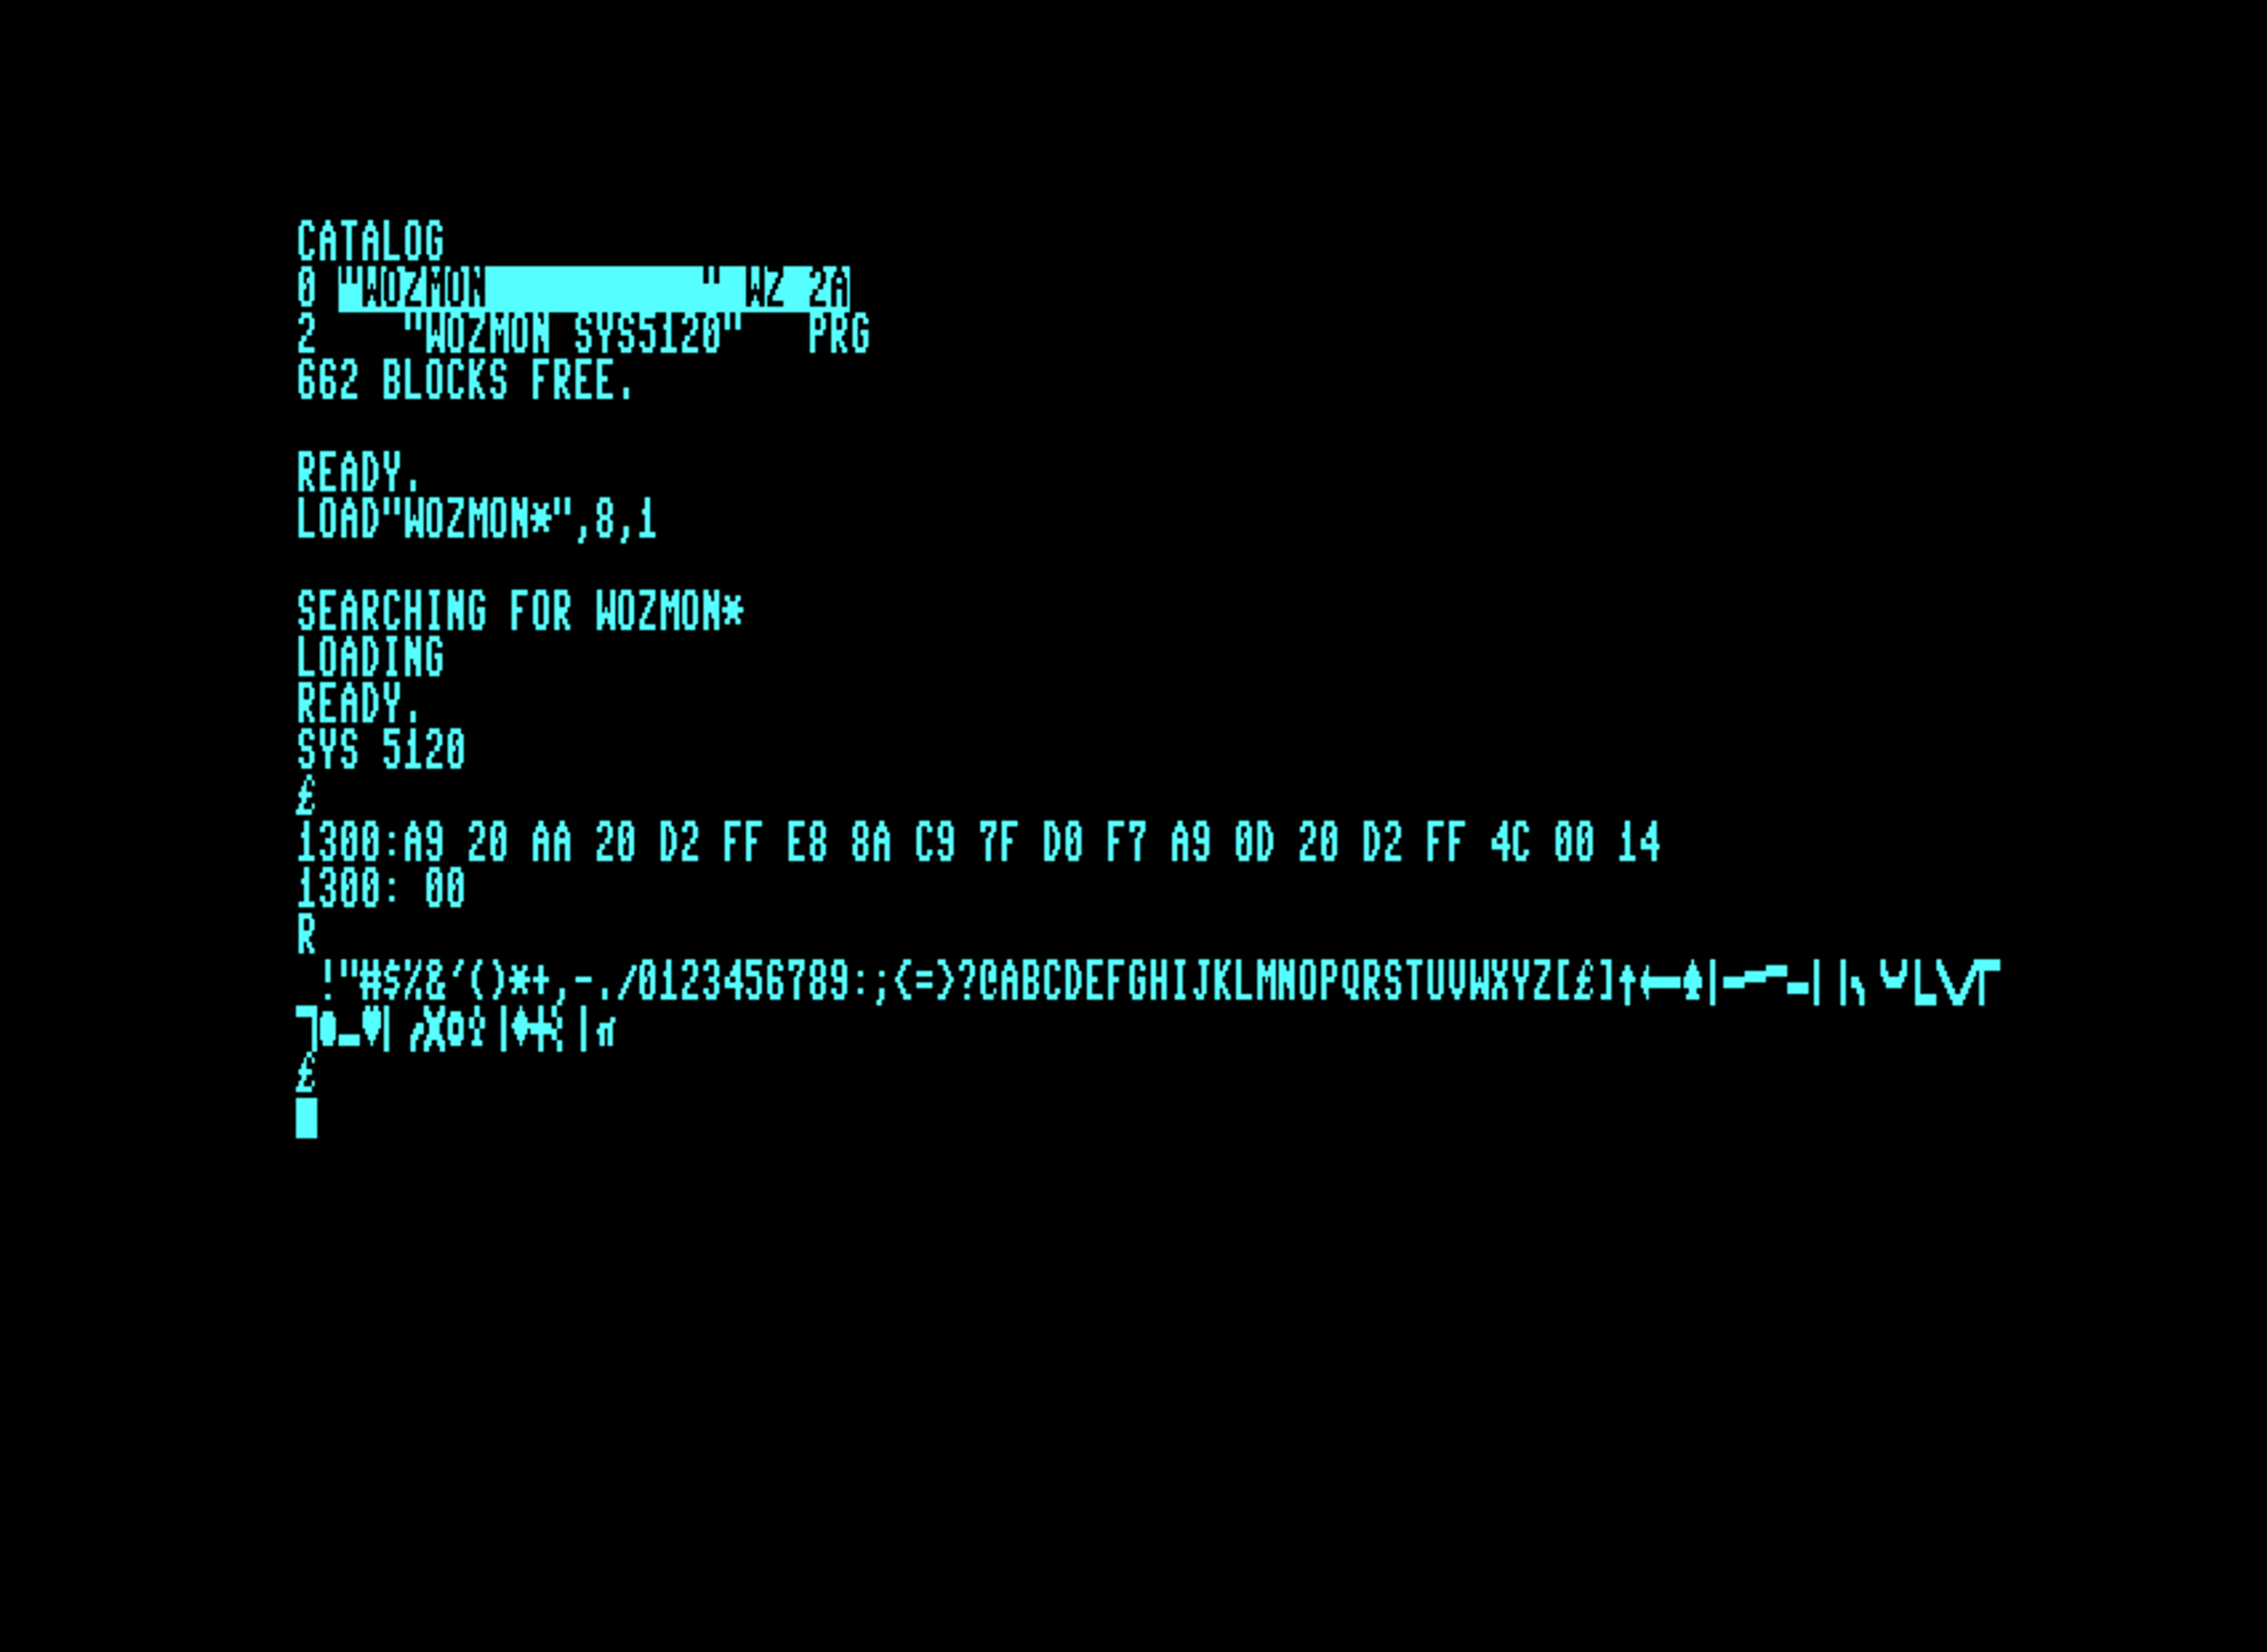 CATALOG
0 "WOZMON          " WZ 2A
2    "WOZMON SYS5120"   PRG
662 BLOCKS FREE.
READY.
LOAD"WOZMON*",8,1
SEARCHING FOR WOZMON*
LOADING
READY.
SYS 5120
£
1300:A9 20 AA 20 D2 FF E8 8A C9 7F D0 F7 A9 0D 20 D2 FF 4C 00 14
1300: 00
R
 !"#$%&'()*+,-./0123456789:;<=>?@ABCDEFGHIJKLMNOPQRSTUVWXYZ[£]↑←
£